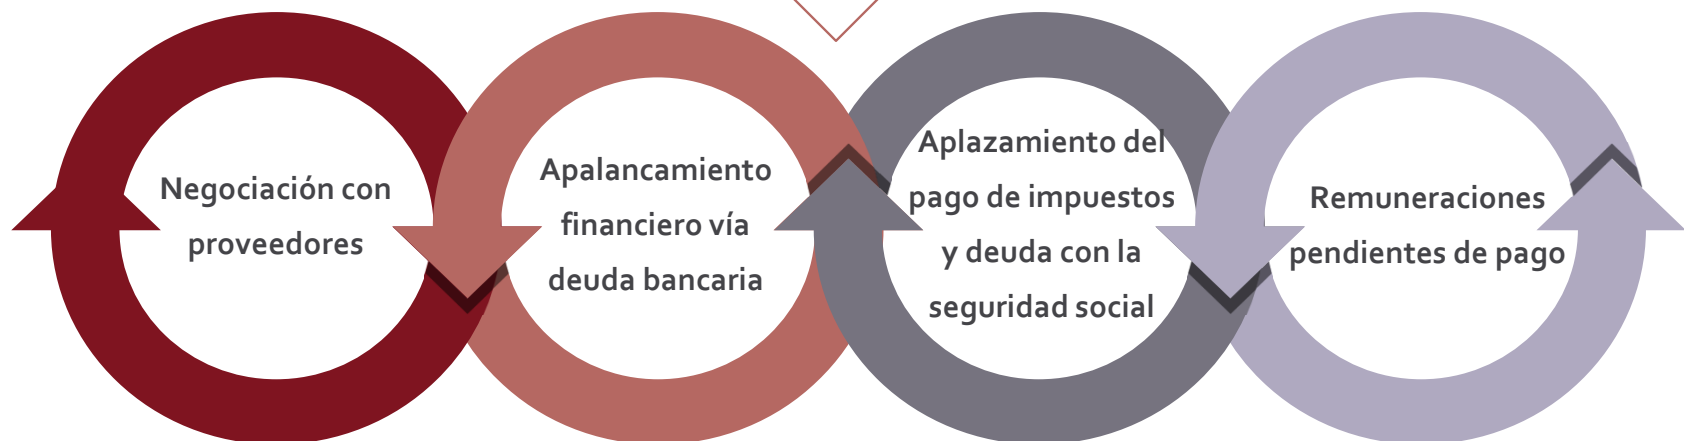 Negociación con
proveedores
Apalancamiento
financiero vía
deuda bancaria
Aplazamiento del
pago de impuestos
y deuda con la
seguridad social
Remuneraciones
pendientes de pago